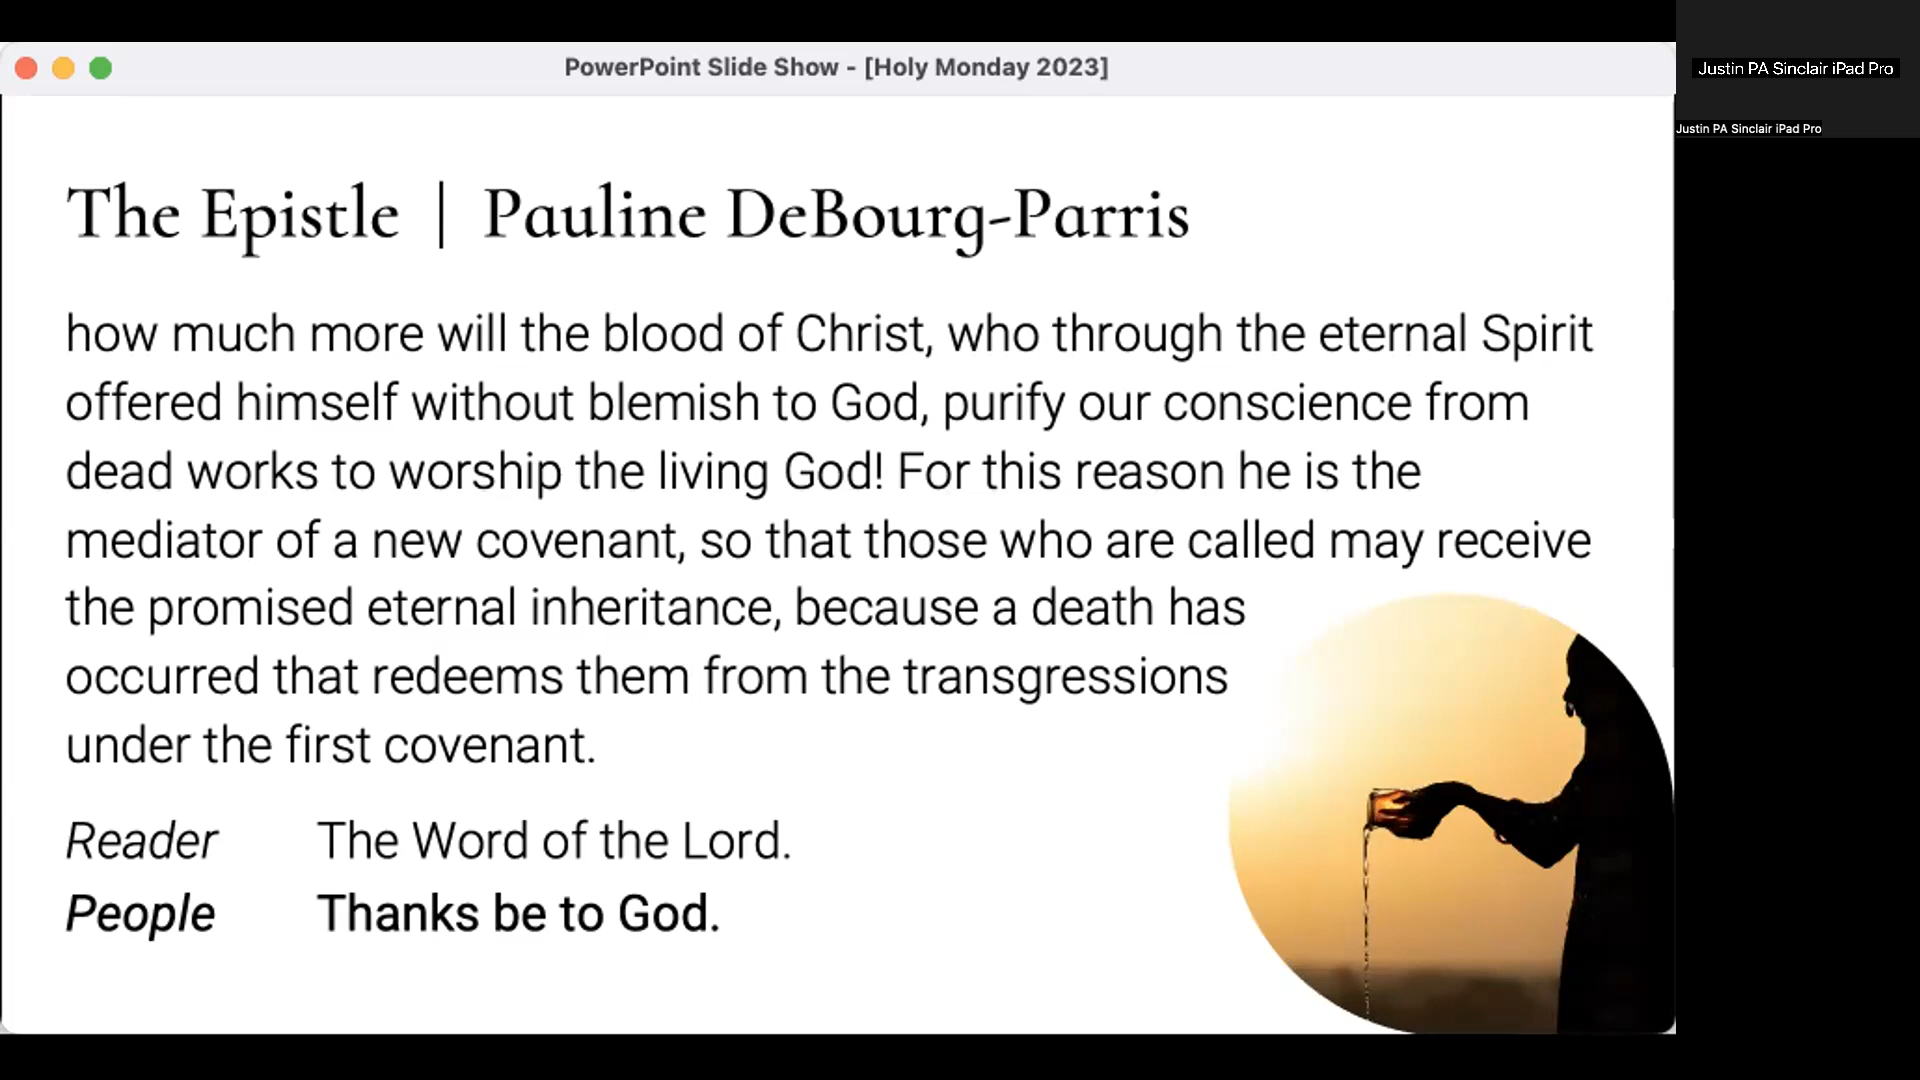 PowerPoint Slide Show - [Holy Monday 2023]
Justin PA Sinclair iPad Pro
Justin PA Sinclair iPad Pro
The Epistle | Pauline DeBourg-Parris
how much more will the blood of Christ, who through the eternal Spirit
offered himself without blemish to God, purify our conscience from
dead works to worship the living God! For this reason he is the
mediator of a new covenant, so that those who are called may receive
the promised eternal inheritance, because a death has
occurred that redeems them from the transgressions
under the first covenant.
Reader The Word of the Lord.
People Thanks be to God.